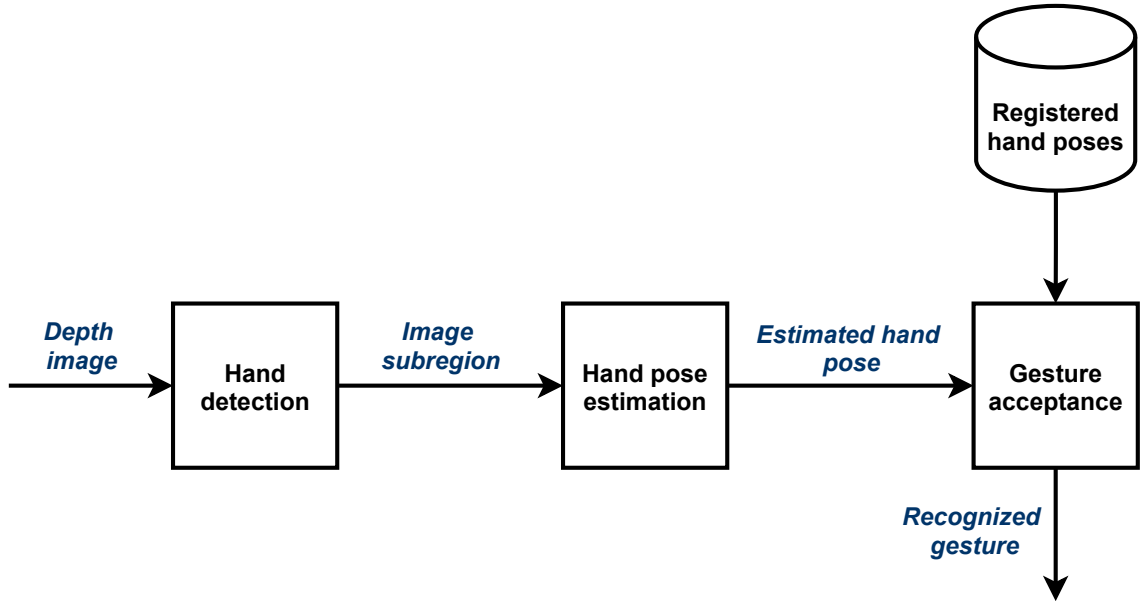 Registered
hand poses
Depth
image
Hand
detection
Image
subregion
Hand pose
estimation
Estimated hand
pose
Gesture
acceptance
Recognized
gesture